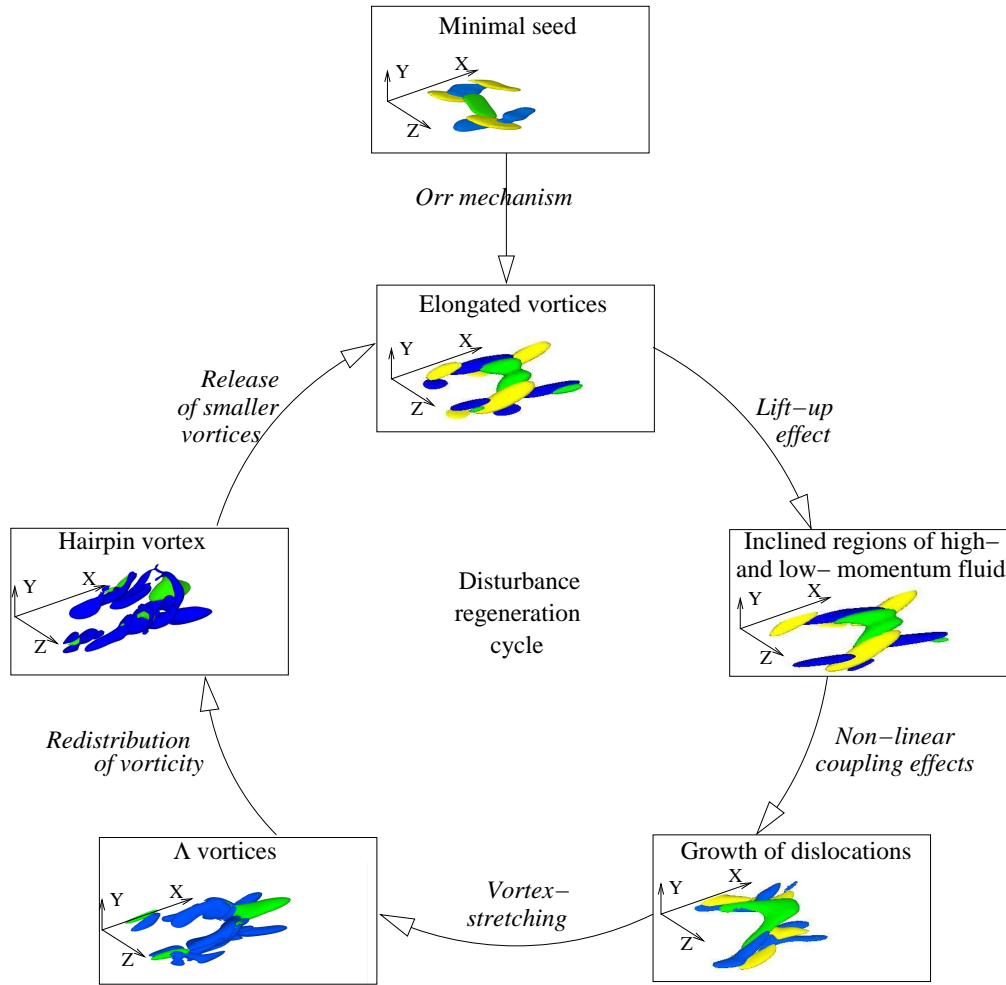 Minimal seed
Y
X
Z
Orr mechanism
Elongated vortices
Y
X
Z
Release
of smaller
vortices
Lift−up
effect
Hairpin vortex
Y
X
Z
Disturbance
regeneration
cycle
Inclined regions of high−
and low− momentum fluid
Y
X
Z
Redistribution
of vorticity
Non−linear
coupling effects
Λ vortices
Y
X
Z
Vortex−
stretching
Growth of dislocations
Y
X
Z